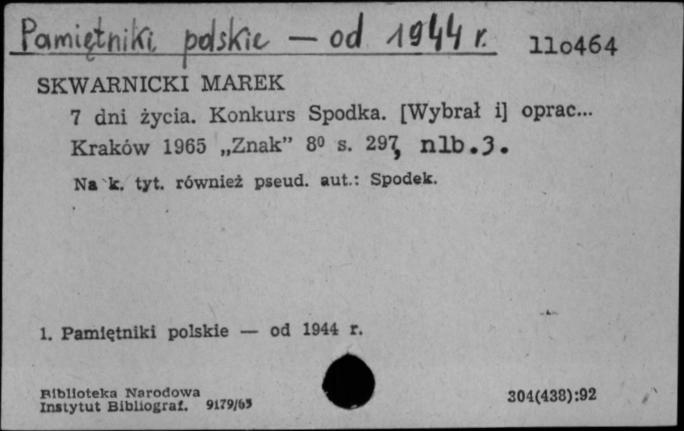 Pamiętniki polskie — od 1944 r.
110464
SKWARNICKI MAREK
7 dni życia. Konkurs Spodka. [Wybrał i] oprac...
Kraków 1965 „Znak” 8º s. 297, nlb.3.
Na k. tyt. również pseud. aut.: Spodek.
1. Pamiętniki polskie — od 1944 r.
Biblioteka Narodowa
Instytut Bibliograf. 9179/65
304(438):92